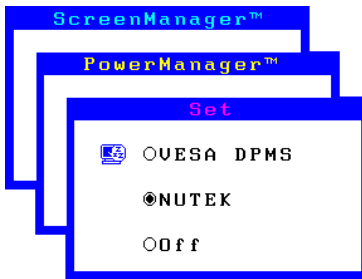 ScreenManager™
PowerManager™
Set
VESA DPMS
NUTEK
Off